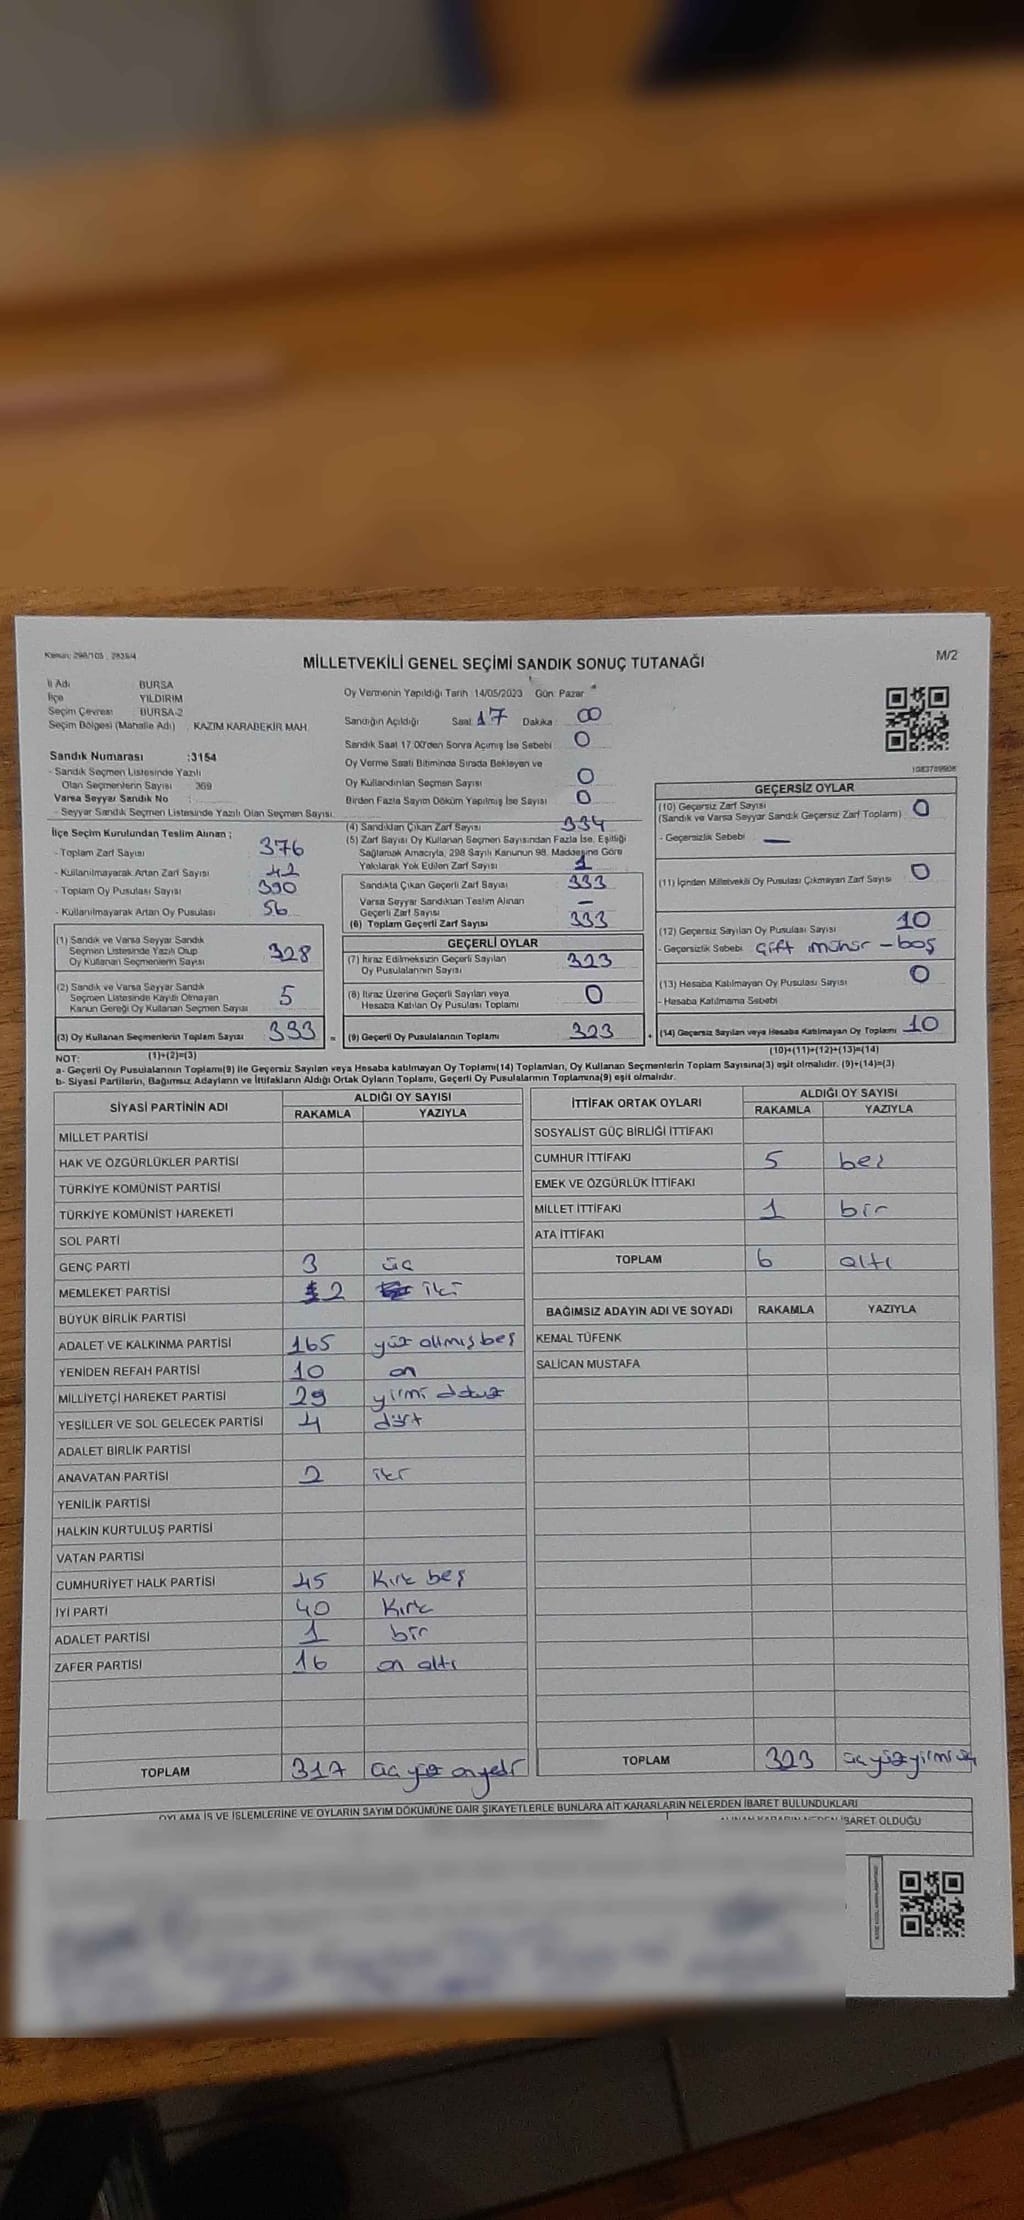 Kanun: 298/105 , 2839/4
MİLLETVEKİLİ GENEL SEÇİMİ SANDIK SONUÇ TUTANAĞI
M/2
İl Adı BURSA
İlçe YILDIRIM
Seçim Çevresi BURSA-2
Seçim Bölgesi (Mahalle Adı) : KAZIM KARABEKİR MAH.
Oy Vermenin Yapıldığı Tarih :14/05/2023 Gün: Pazar
Sandığın Açıldığı Saat: 17 Dakika : 00
Sandık Saat 17.00'den Sonra Açılmış İse Sebebi : 0
Oy Verme Saati Bitiminde Sırada Bekleyen ve
Oy Kullandırılan Seçmen Sayısı 0
Birden Fazla Sayım Döküm Yapılmış İse Sayısı 0
Sandık Numarası :3154
- Sandık Seçmen Listesinde Yazılı
Olan Seçmenlerin Sayısı 369
Varsa Seyyar Sandık No :
- Seyyar Sandık Seçmen Listesinde Yazılı Olan Seçmen Sayısı.
İlçe Seçim Kurulundan Teslim Alınan ;
- Toplam Zarf Sayısı 376
- Kullanılmayarak Artan Zarf Sayısı 42
- Toplam Oy Pusulası Sayısı 390
- Kullanılmayarak Artan Oy Pusulası 56
(1) Sandık ve Varsa Seyyar Sandık
Seçmen Listesinde Yazılı Olup
Oy Kullanan Seçmenlerin Sayısı 328
(2) Sandık ve Varsa Seyyar Sandık
Seçmen Listesine Kayıtlı Olmayan
Kanun Gereği Oy Kullanan Seçmen Sayısı 5
(3) Oy Kullanan Seçmenlerin Toplam Sayısı 333
(1)+(2)=(3)
(4) Sandıktan Çıkan Zarf Sayısı 334
(5) Zarf Sayısı Oy Kullanan Seçmen Sayısından Fazla İse, Eşitliği
Sağlamak Amacıyla, 298 Sayılı Kanunun 98. Maddesine Göre
Yakılarak Yok Edilen Zarf Sayısı 1
Sandıkta Çıkan Geçerli Zarf Sayısı 333
Varsa Seyyar Sandıktan Teslim Alınan
Geçerli Zarf Sayısı —
(6) Toplam Geçerli Zarf Sayısı 333
GEÇERLİ OYLAR
(7) İtiraz Edilmeksizin Geçerli Sayılan
Oy Pusulalarının Sayısı 323
(8) İtiraz Üzerine Geçerli Sayılan veya
Hesaba Katılan Oy Pusulası Toplamı 0
= (9) Geçerli Oy Pusulalarının Toplamı 323 +
1083789908
GEÇERSİZ OYLAR
(10) Geçersiz Zarf Sayısı 0
(Sandık ve Varsa Seyyar Sandık Geçersiz Zarf Toplamı)
- Geçersizlik Sebebi : —
(11) İçinden Milletvekili Oy Pusulası Çıkmayan Zarf Sayısı 0
(12) Geçersiz Sayılan Oy Pusulası Sayısı 10
- Geçersizlik Sebebi : çift mühür - boş
(13) Hesaba Katılmayan Oy Pusulası Sayısı 0
- Hesaba Katılmama Sebebi :
(14) Geçersiz Sayılan veya Hesaba Katılmayan Oy Toplamı 10
(10)+(11)+(12)+(13)=(14)
NOT:
a- Geçerli Oy Pusulalarının Toplamı(9) ile Geçersiz Sayılan veya Hesaba katılmayan Oy Toplamı(14) Toplamları, Oy Kullanan Seçmenlerin Toplam Sayısına(3) eşit olmalıdır. (9)+(14)=(3)
b- Siyasi Partilerin, Bağımsız Adayların ve İttifakların Aldığı Ortak Oyların Toplamı, Geçerli Oy Pusulalarının Toplamına(9) eşit olmalıdır.
SİYASİ PARTİNİN ADI ALDIĞI OY SAYISI
RAKAMLA YAZIYLA
MİLLET PARTİSİ
HAK VE ÖZGÜRLÜKLER PARTİSİ
TÜRKİYE KOMÜNİST PARTİSİ
TÜRKİYE KOMÜNİST HAREKETİ
SOL PARTİ
GENÇ PARTİ 3 üç
MEMLEKET PARTİSİ 2 iki
BÜYÜK BİRLİK PARTİSİ
ADALET VE KALKINMA PARTİSİ 165 yüz altmış beş
YENİDEN REFAH PARTİSİ 10 on
MİLLİYETÇİ HAREKET PARTİSİ 29 yirmi dokuz
YEŞİLLER VE SOL GELECEK PARTİSİ 4 dört
ADALET BİRLİK PARTİSİ
ANAVATAN PARTİSİ 2 iki
YENİLİK PARTİSİ
HALKIN KURTULUŞ PARTİSİ
VATAN PARTİSİ
CUMHURİYET HALK PARTİSİ 45 Kırk beş
İYİ PARTİ 40 Kırk
ADALET PARTİSİ 1 bir
ZAFER PARTİSİ 16 on altı
TOPLAM 317 üç yüz onyedi
İTTİFAK ORTAK OYLARI ALDIĞI OY SAYISI
RAKAMLA YAZIYLA
SOSYALİST GÜÇ BİRLİĞİ İTTİFAKI
CUMHUR İTTİFAKI 5 beş
EMEK VE ÖZGÜRLÜK İTTİFAKI
MİLLET İTTİFAKI 1 bir
ATA İTTİFAKI
TOPLAM 6 altı
BAĞIMSIZ ADAYIN ADI VE SOYADI RAKAMLA YAZIYLA
KEMAL TÜFENK
SALİCAN MUSTAFA
TOPLAM 323 üç yüz yirmi üç
OYLAMA İŞ VE İŞLEMLERİNE VE OYLARIN SAYIM DÖKÜMÜNE DAİR ŞİKAYETLERLE BUNLARA AİT KARARLARIN NELERDEN İBARET BULUNDUKLARI
ALINAN KARARIN NEDEN İBARET OLDUĞU